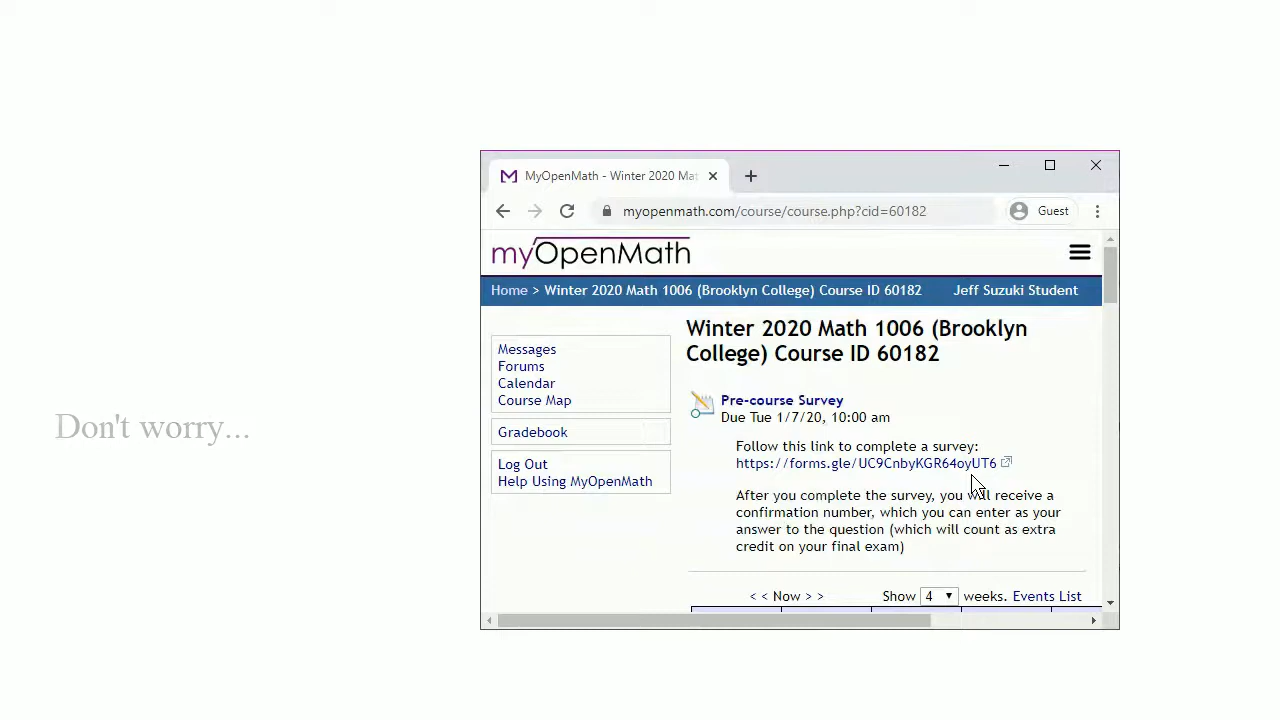 MyOpenMath - Winter 2020 Mat
myopenmath.com/course/course.php?cid=60182
Guest
myOpenMath
Home > Winter 2020 Math 1006 (Brooklyn College) Course ID 60182
Jeff Suzuki Student
Messages
Forums
Calendar
Course Map
Gradebook
Log Out
Help Using MyOpenMath
Winter 2020 Math 1006 (Brooklyn
College) Course ID 60182
Pre-course Survey
Due Tue 1/7/20, 10:00 am
Follow this link to complete a survey:
https://forms.gle/UC9CnbyKGR64oyUT6
After you complete the survey, you will receive a
confirmation number, which you can enter as your
answer to the question (which will count as extra
credit on your final exam)
< < Now > >
Show 4 weeks. Events List
Don't worry...